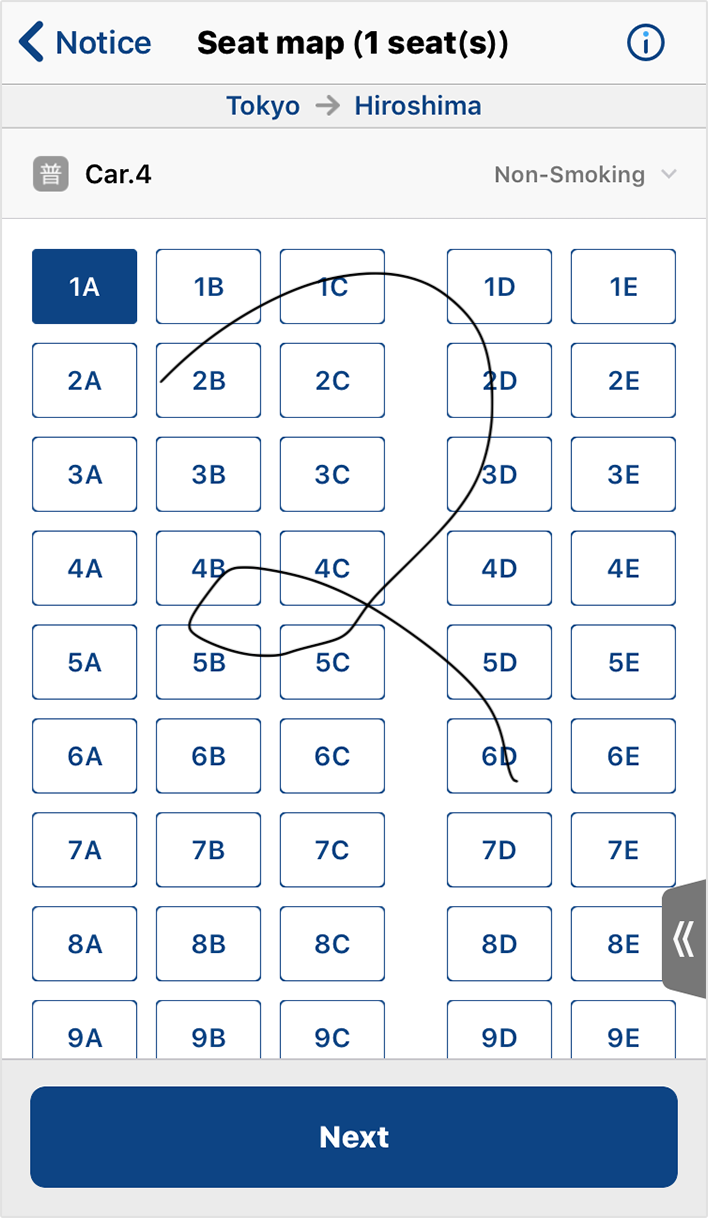 Notice Seat map (1 seat(s))
Tokyo → Hiroshima
普 Car.4 Non-Smoking
1A 1B 1C 1D 1E
2A 2B 2C 2D 2E
3A 3B 3C 3D 3E
4A 4B 4C 4D 4E
5A 5B 5C 5D 5E
6A 6B 6C 6D 6E
7A 7B 7C 7D 7E
8A 8B 8C 8D 8E
9A 9B 9C 9D 9E
Next